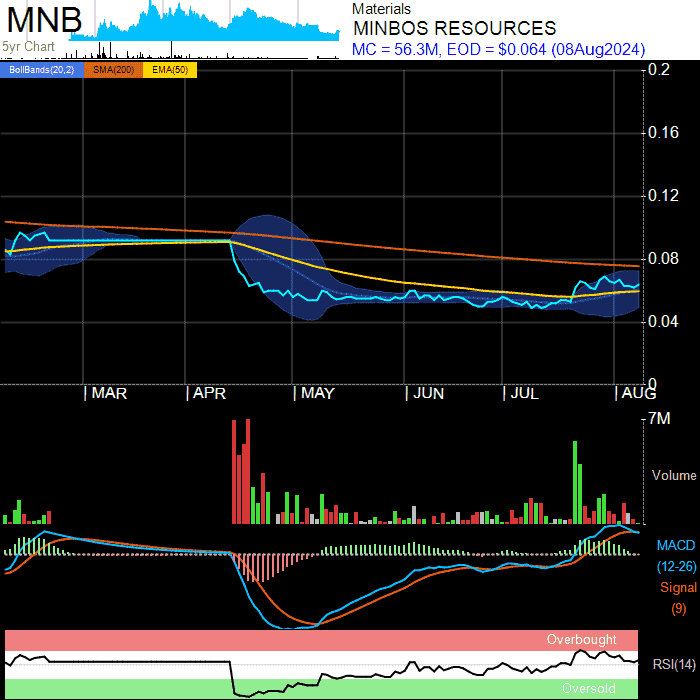 MNB
5yr Chart
Materials
MINBOS RESOURCES
MC = 56.3M, EOD = $0.064 (08Aug2024)
BollBands(20,2) SMA(200) EMA(50)
0.2
0.16
0.12
0.08
0.04
0
MAR APR MAY JUN JUL AUG
7M
Volume
MACD
(12-26)
Signal
(9)
Overbought
RSI(14)
Oversold